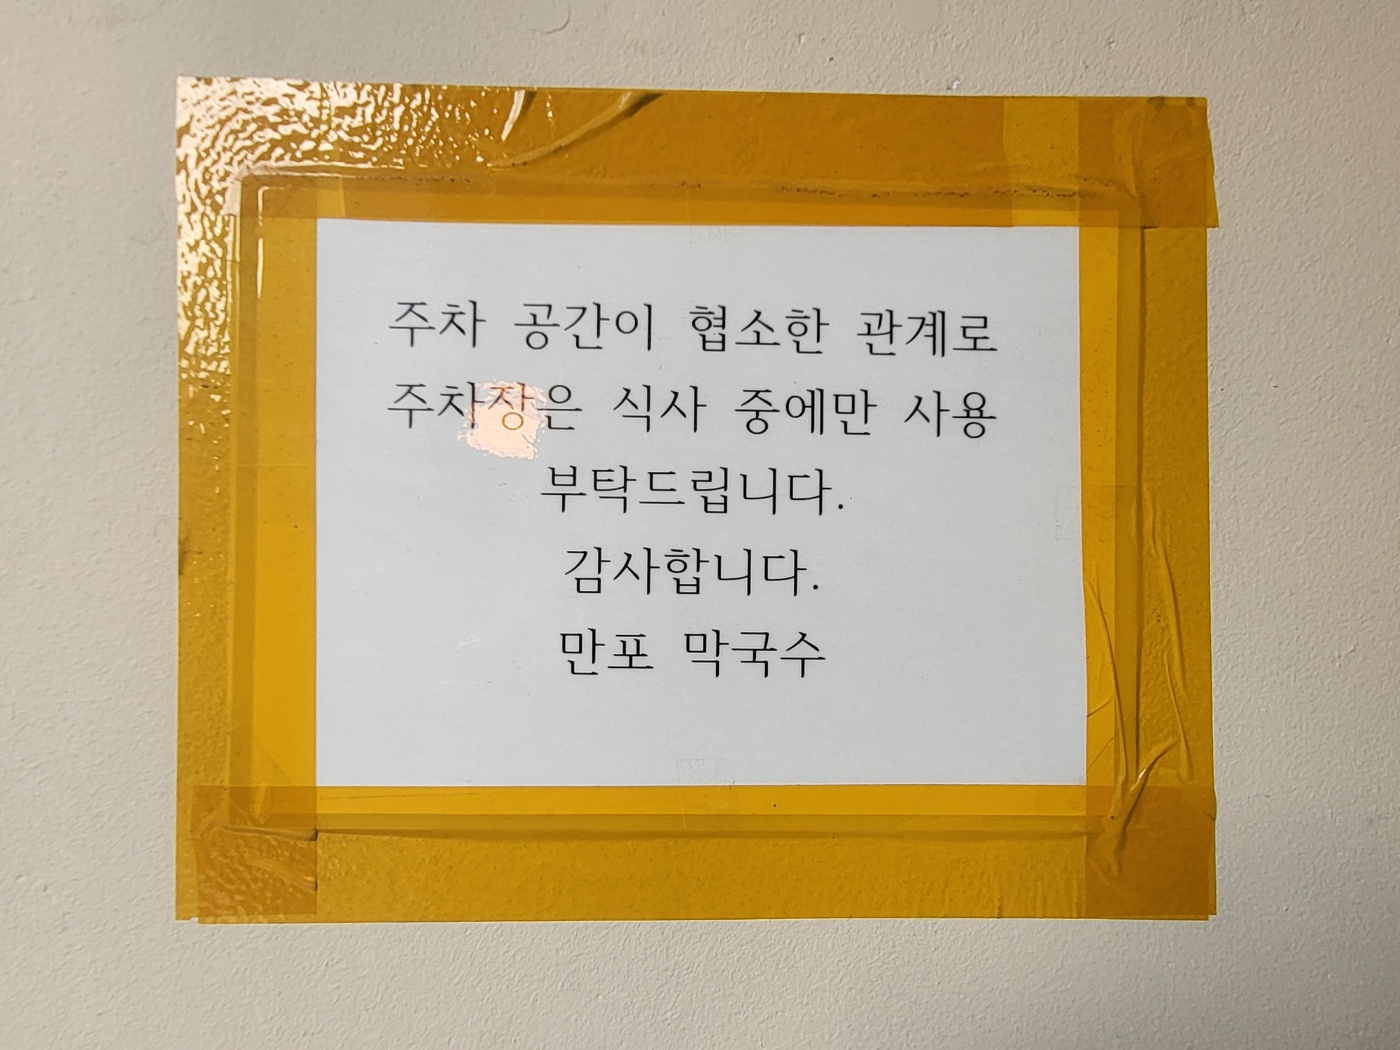 주차 공간이 협소한 관계로
주차장은 식사 중에만 사용
부탁드립니다.
감사합니다.
만포 막국수